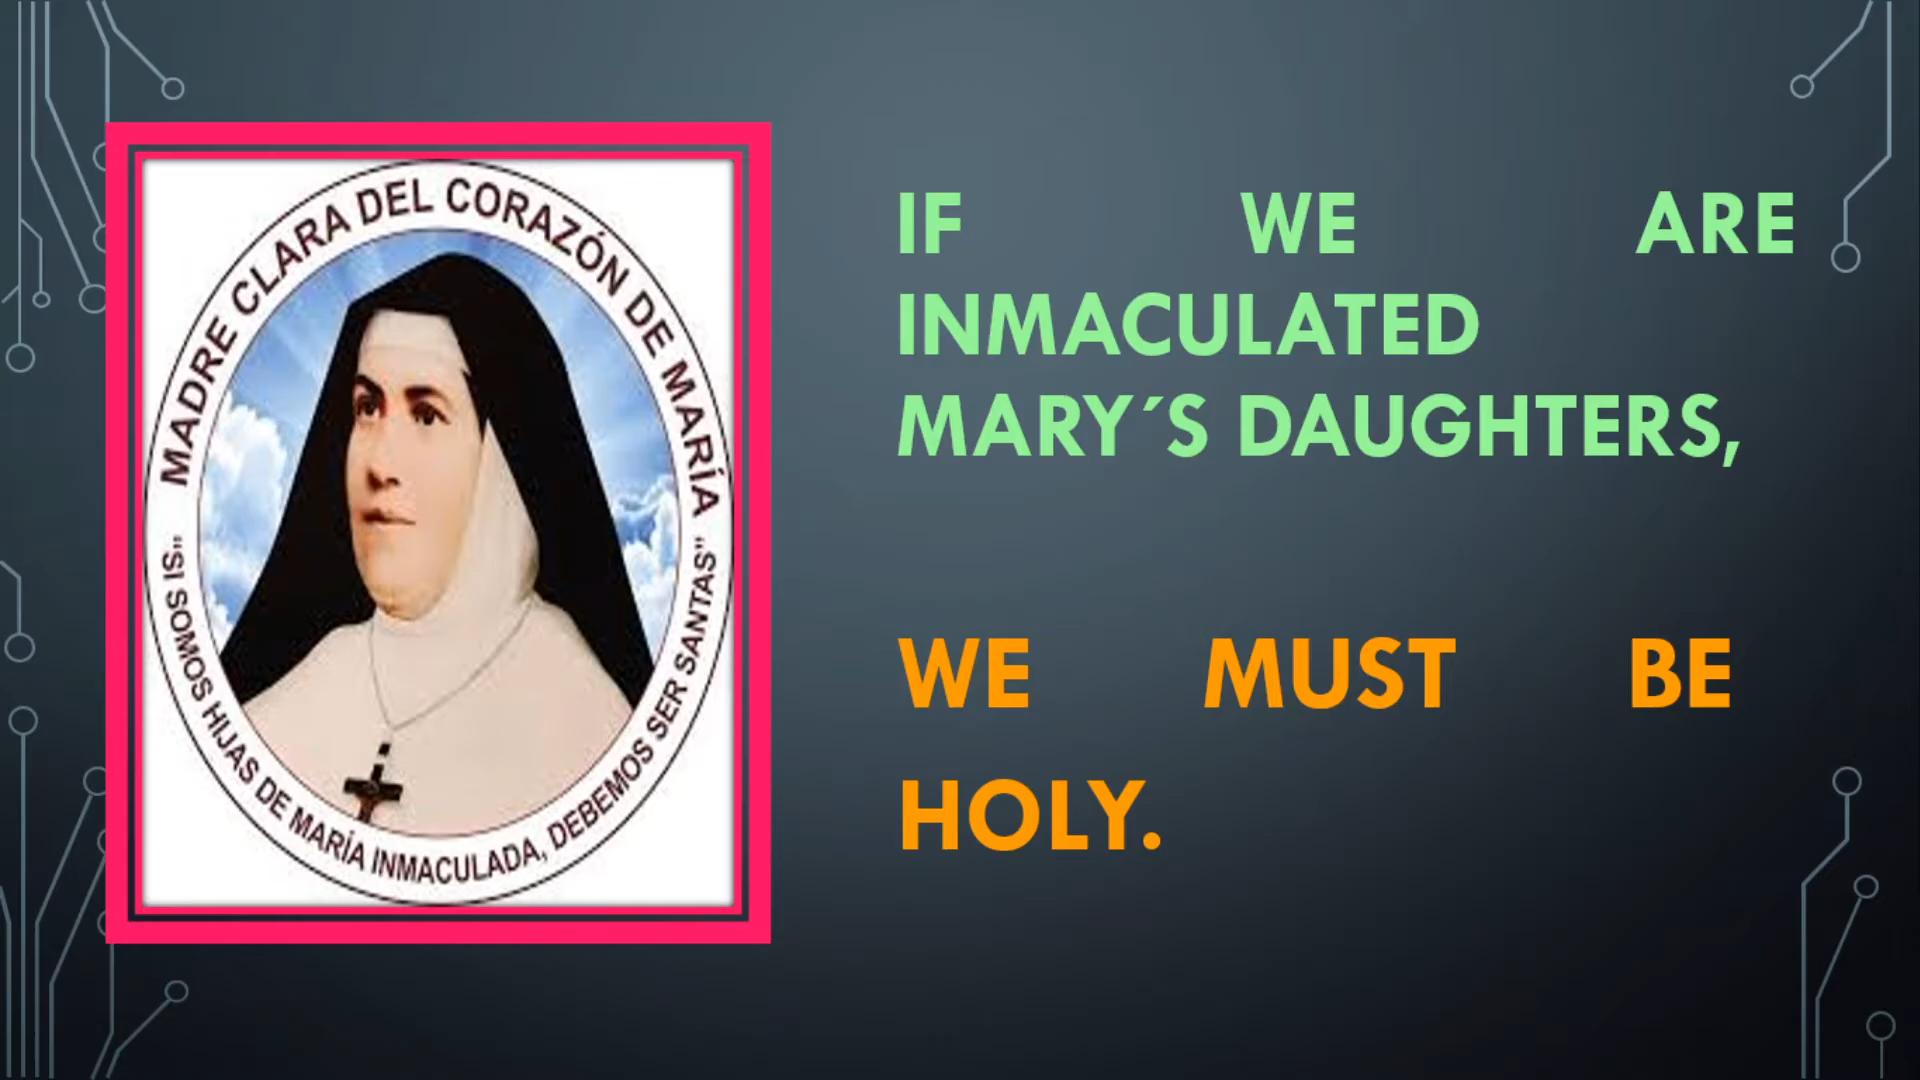 MADRE CLARA DEL CORAZÓN DE MARÍA
"SI SOMOS HIJAS DE MARÍA INMACULADA, DEBEMOS SER SANTAS"
IF WE ARE
INMACULATED
MARY´S DAUGHTERS,
WE MUST BE
HOLY.